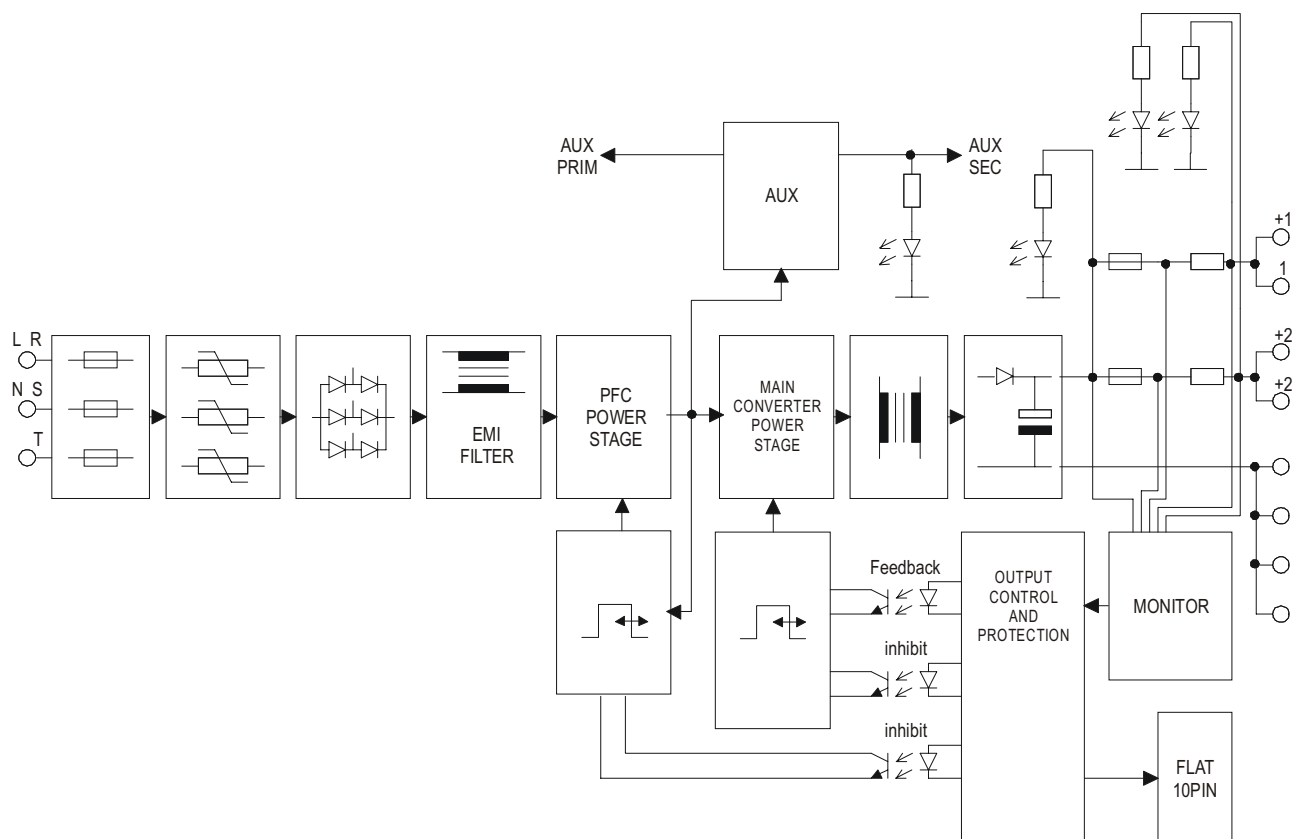 AUX
PRIM
AUX
AUX
SEC
+1
1
L R
N S
T
EMI
FILTER
PFC
POWER
STAGE
MAIN
CONVERTER
POWER
STAGE
+2
+2
Feedback
inhibit
inhibit
OUTPUT
CONTROL
AND
PROTECTION
MONITOR
FLAT
10PIN